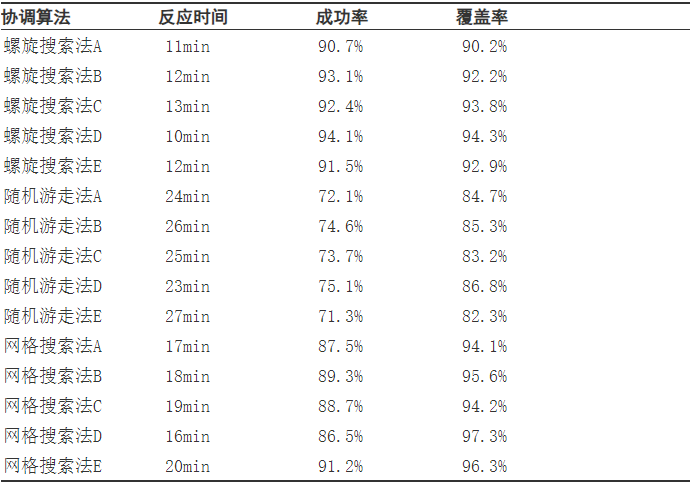 协调算法 反应时间 成功率 覆盖率
螺旋搜索法A 11min 90.7% 90.2%
螺旋搜索法B 12min 93.1% 92.2%
螺旋搜索法C 13min 92.4% 93.8%
螺旋搜索法D 10min 94.1% 94.3%
螺旋搜索法E 12min 91.5% 92.9%
随机游走法A 24min 72.1% 84.7%
随机游走法B 26min 74.6% 85.3%
随机游走法C 25min 73.7% 83.2%
随机游走法D 23min 75.1% 86.8%
随机游走法E 27min 71.3% 82.3%
网格搜索法A 17min 87.5% 94.1%
网格搜索法B 18min 89.3% 95.6%
网格搜索法C 19min 88.7% 94.2%
网格搜索法D 16min 86.5% 97.3%
网格搜索法E 20min 91.2% 96.3%